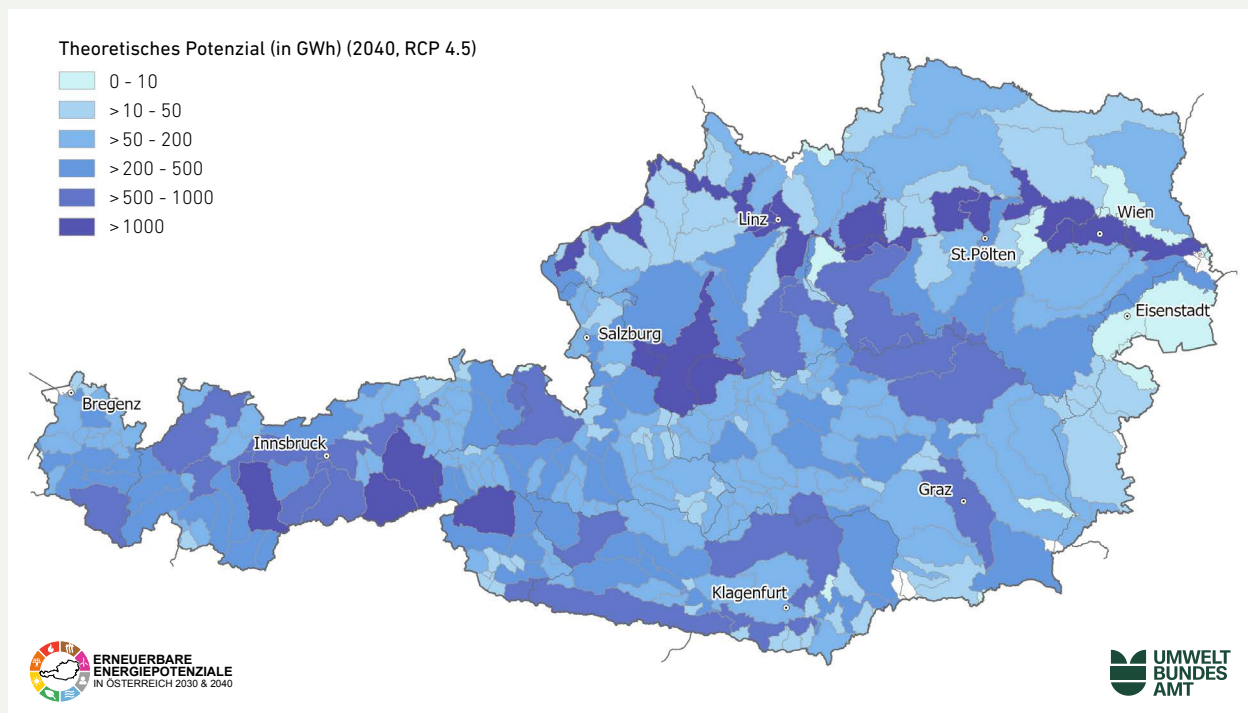 Theoretisches Potenzial (in GWh) (2040, RCP 4.5)
0 - 10
>10 - 50
>50 - 200
>200 - 500
>500 - 1000
>1000
Linz
Wien
St.Pölten
Eisenstadt
Salzburg
Bregenz
Innsbruck
Graz
Klagenfurt
ERNEUERBARE
ENERGIEPOTENZIALE
IN ÖSTERREICH 2030 & 2040
UMWELT
BUNDES
AMT